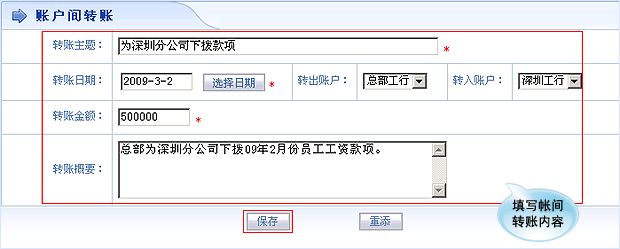 账户间转账
转账主题： 为深圳分公司下拨款项 *
转账日期： 2009-3-2 选择日期 * 转出账户： 总部工行 转入账户： 深圳工行
转账金额： 500000 *
转账概要： 总部为深圳分公司下拨09年2月份员工工资款项。
填写帐间
转账内容
保存 重添